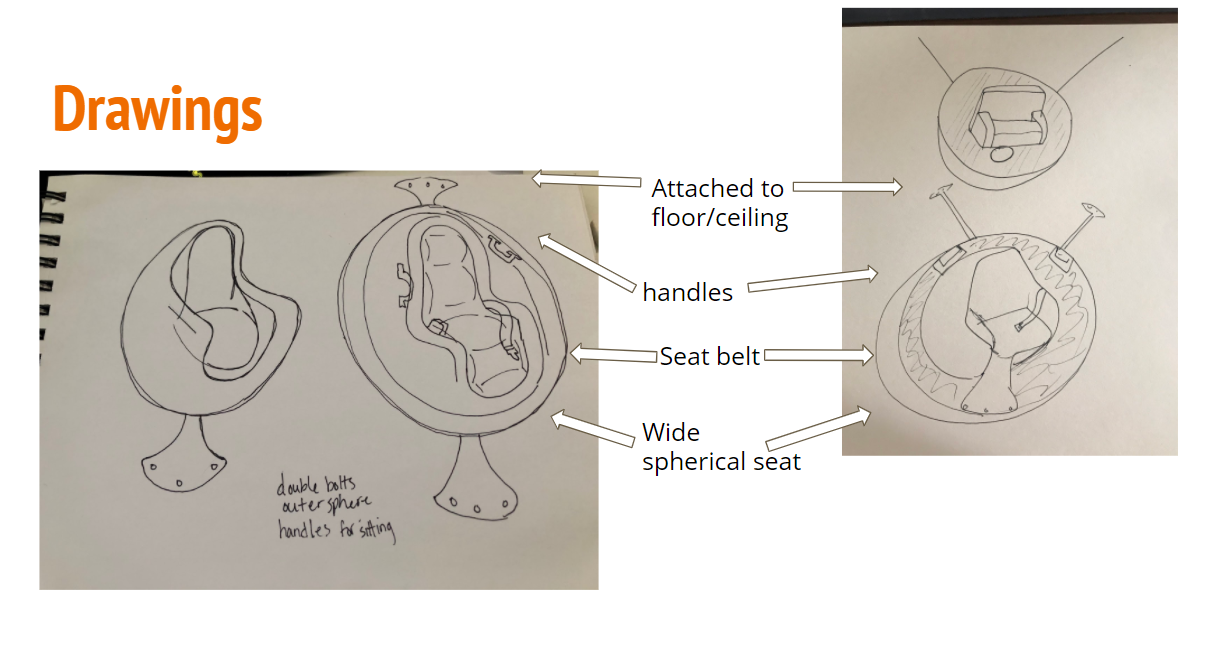 Drawings
Attached to
floor/ceiling
handles
Seat belt
Wide
spherical seat
double bolts
outer sphere
handles for sitting